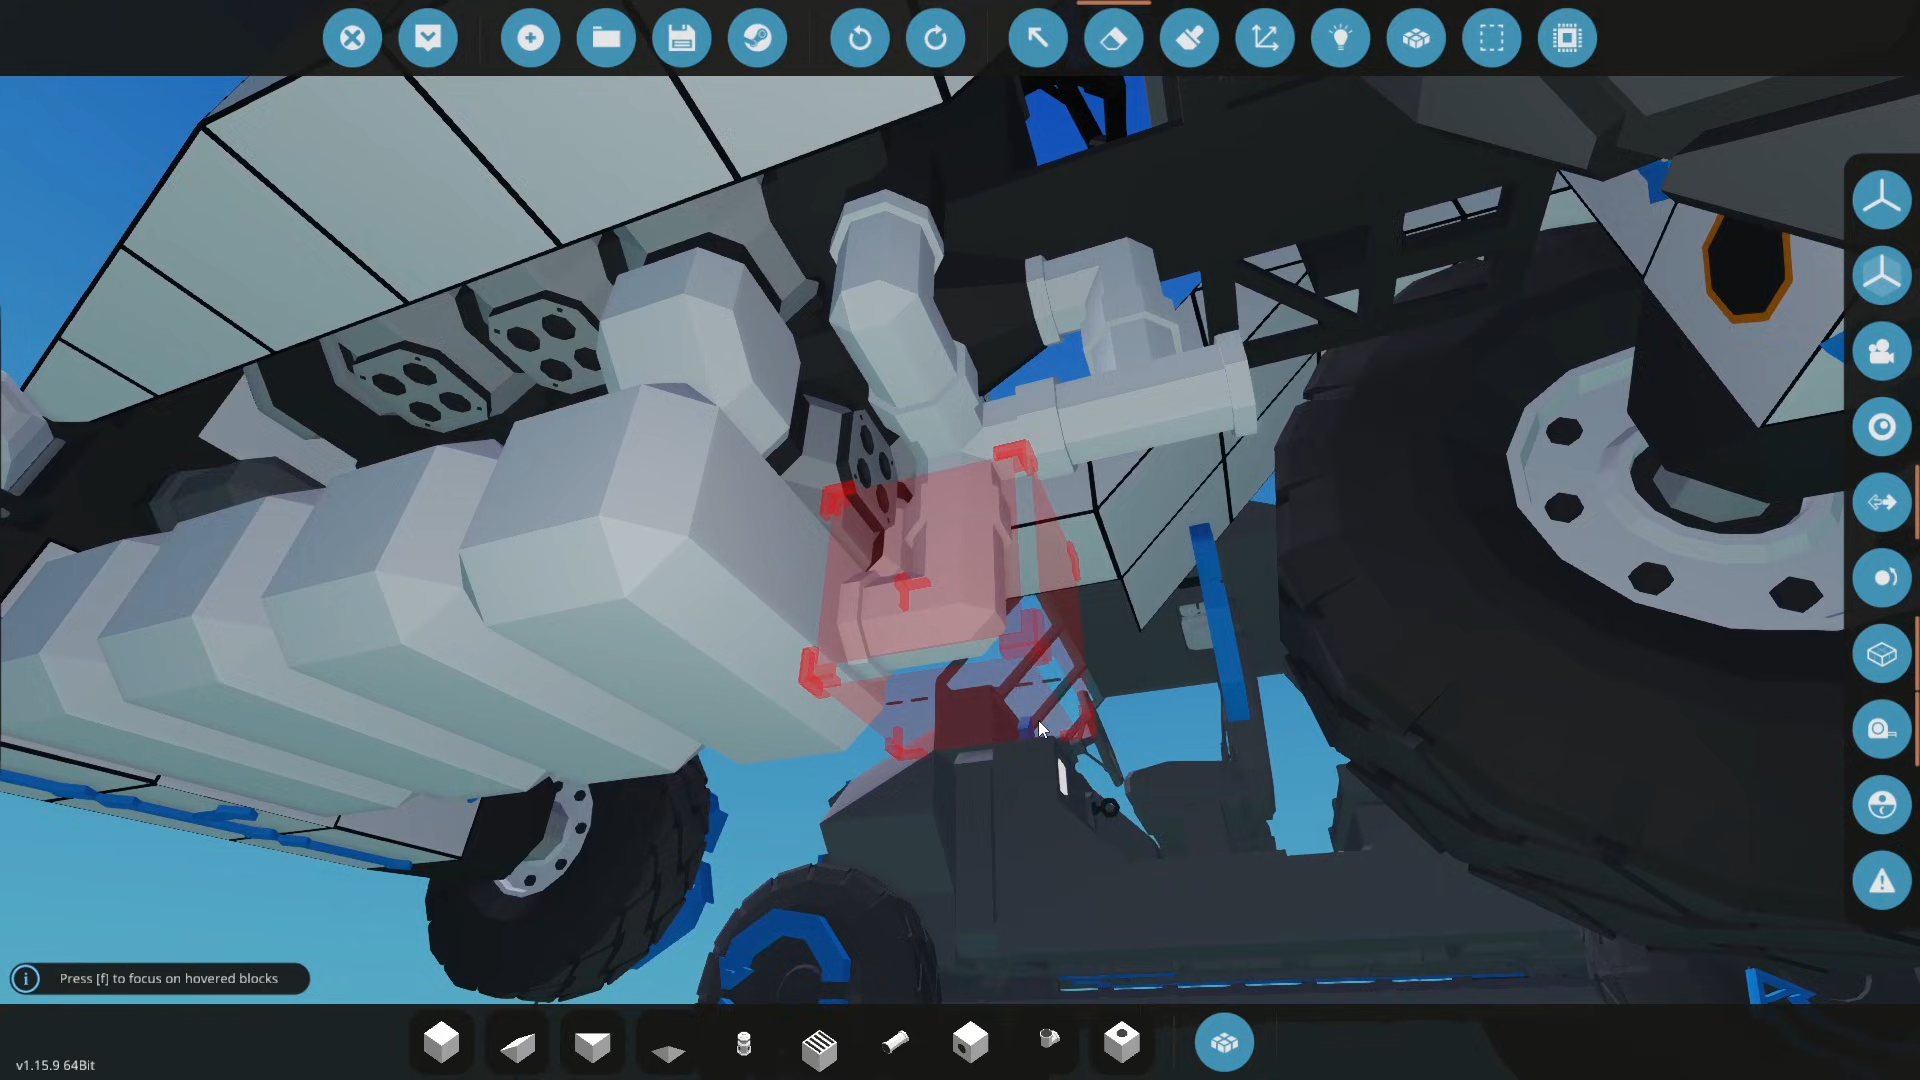 Press [f] to focus on hovered blocks
v1.15.9 64Bit